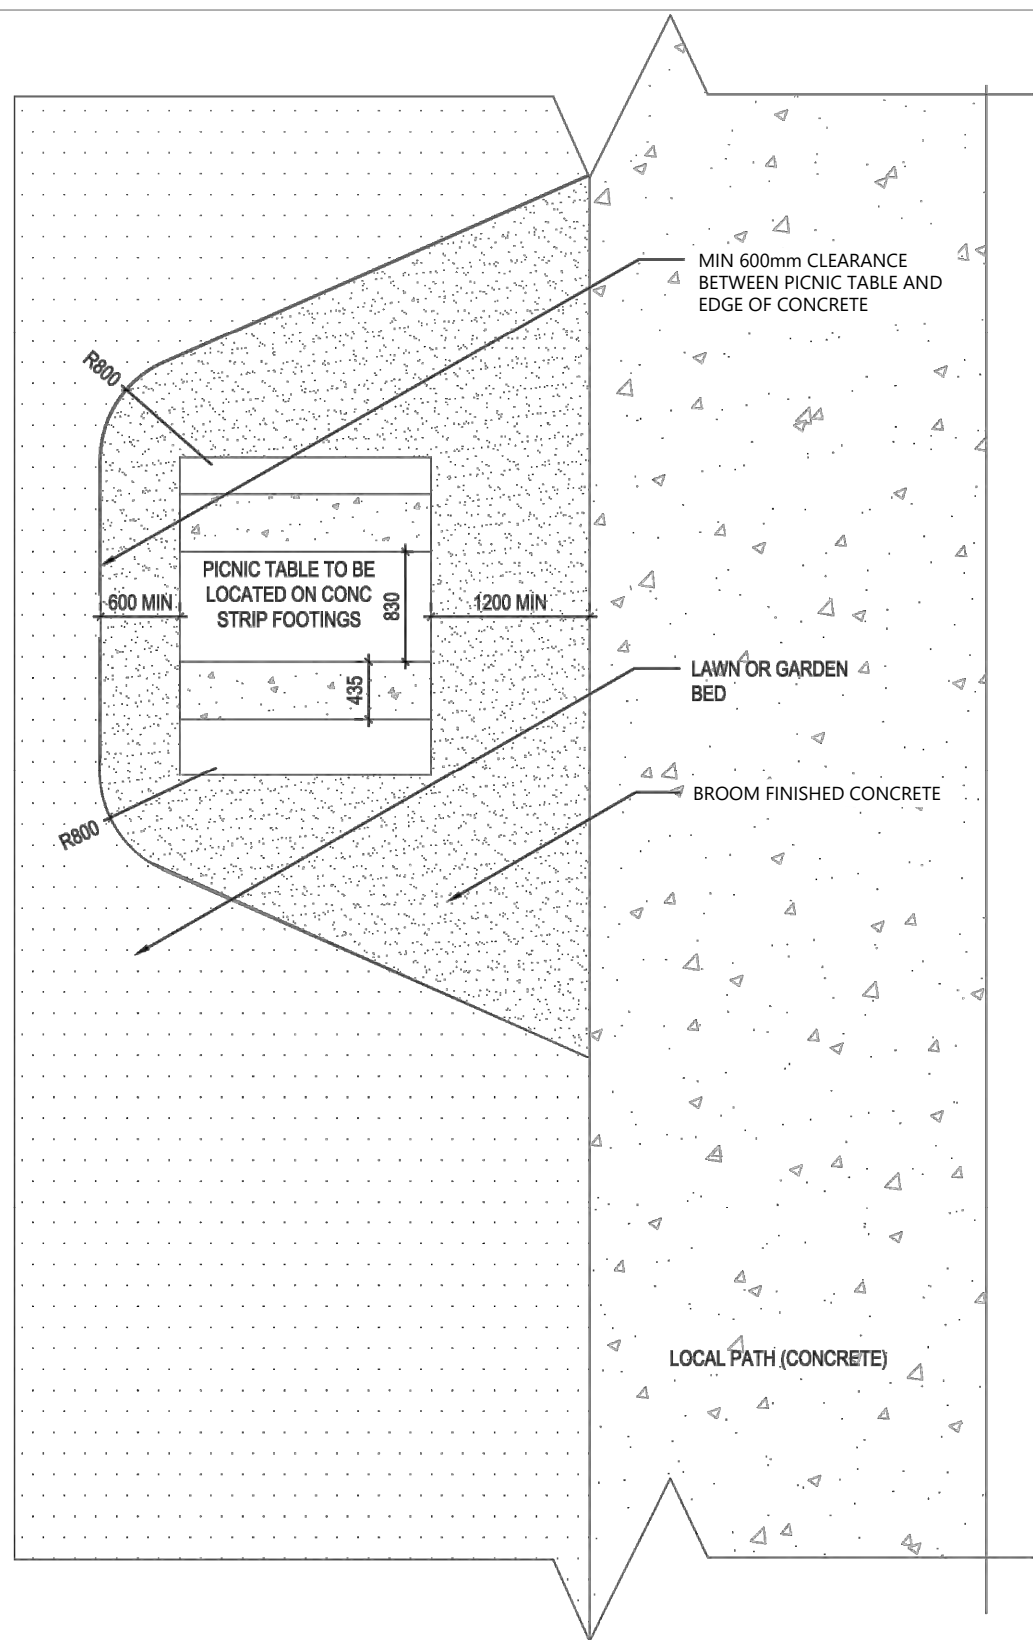 MIN 600mm CLEARANCE
BETWEEN PICNIC TABLE AND
EDGE OF CONCRETE
R800
PICNIC TABLE TO BE
LOCATED ON CONC
STRIP FOOTINGS
600 MIN
830
1200 MIN
435
LAWN OR GARDEN
BED
BROOM FINISHED CONCRETE
R800
LOCAL PATH (CONCRETE)